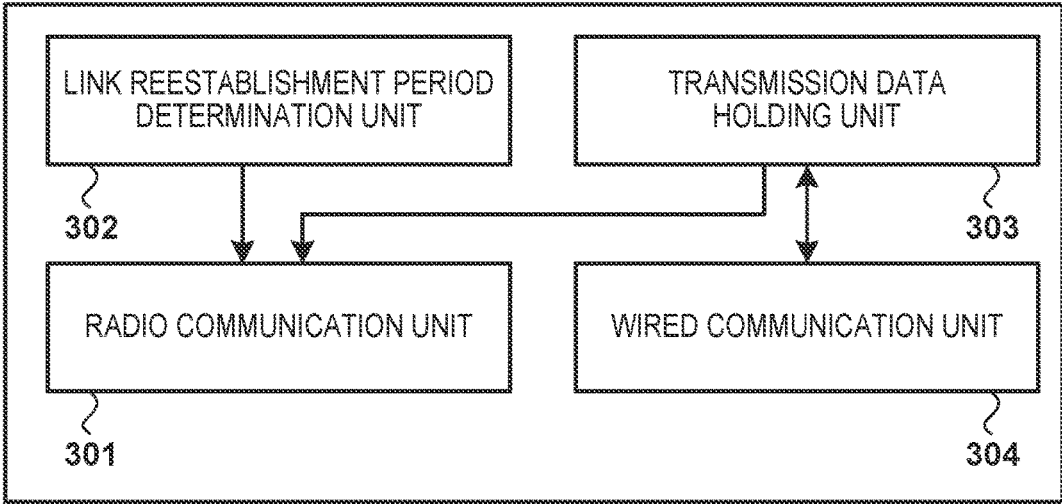 LINK REESTABLISHMENT PERIOD
DETERMINATION UNIT
302
TRANSMISSION DATA
HOLDING UNIT
303
RADIO COMMUNICATION UNIT
301
WIRED COMMUNICATION UNIT
304